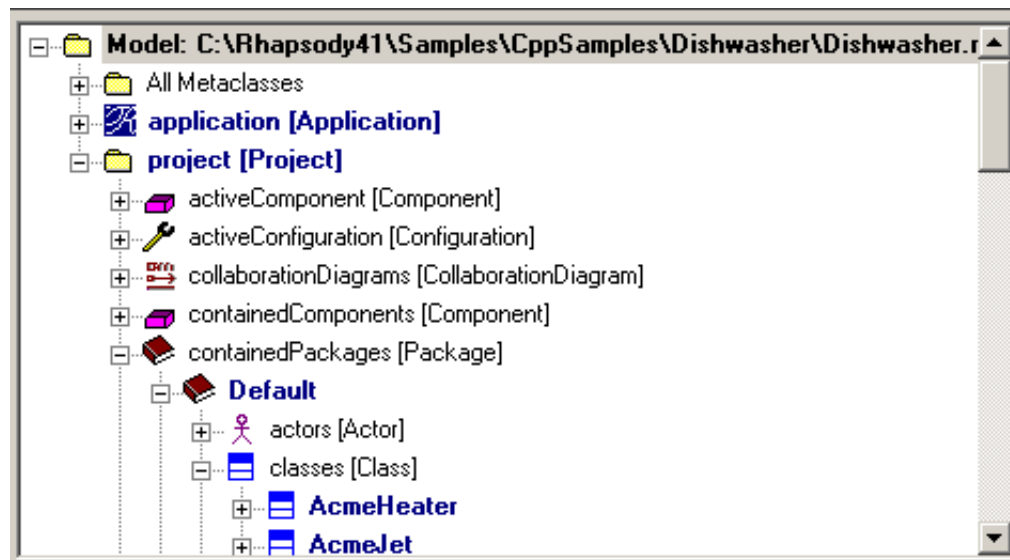 Model: C:\Rhapsody41\Samples\CppSamples\Dishwasher\Dishwasher.r
All Metaclasses
application [Application]
project [Project]
activeComponent [Component]
activeConfiguration [Configuration]
collaborationDiagrams [CollaborationDiagram]
containedComponents [Component]
containedPackages [Package]
Default
actors [Actor]
classes [Class]
AcmeHeater
AcmeJet